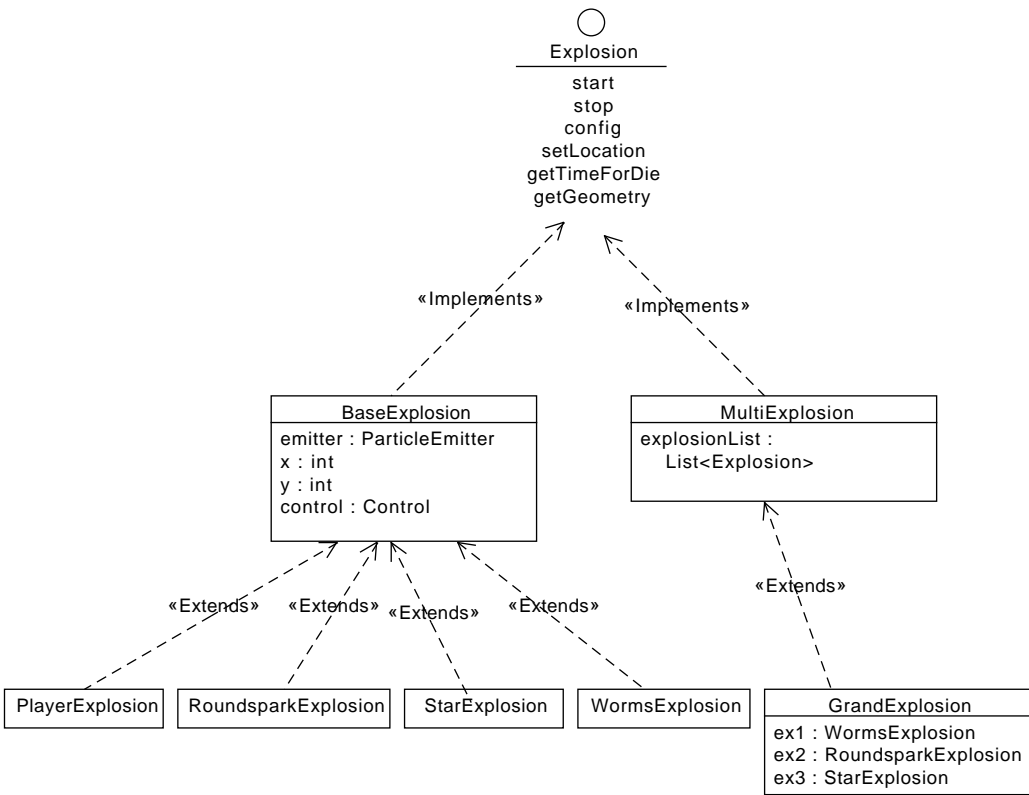 Explosion
start
stop
config
setLocation
getTimeForDie
getGeometry
«Implements»
«Implements»
BaseExplosion
emitter : ParticleEmitter
x : int
y : int
control : Control
MultiExplosion
explosionList :
List<Explosion>
«Extends»
«Extends»
«Extends»
«Extends»
«Extends»
PlayerExplosion
RoundsparkExplosion
StarExplosion
WormsExplosion
GrandExplosion
ex1 : WormsExplosion
ex2 : RoundsparkExplosion
ex3 : StarExplosion